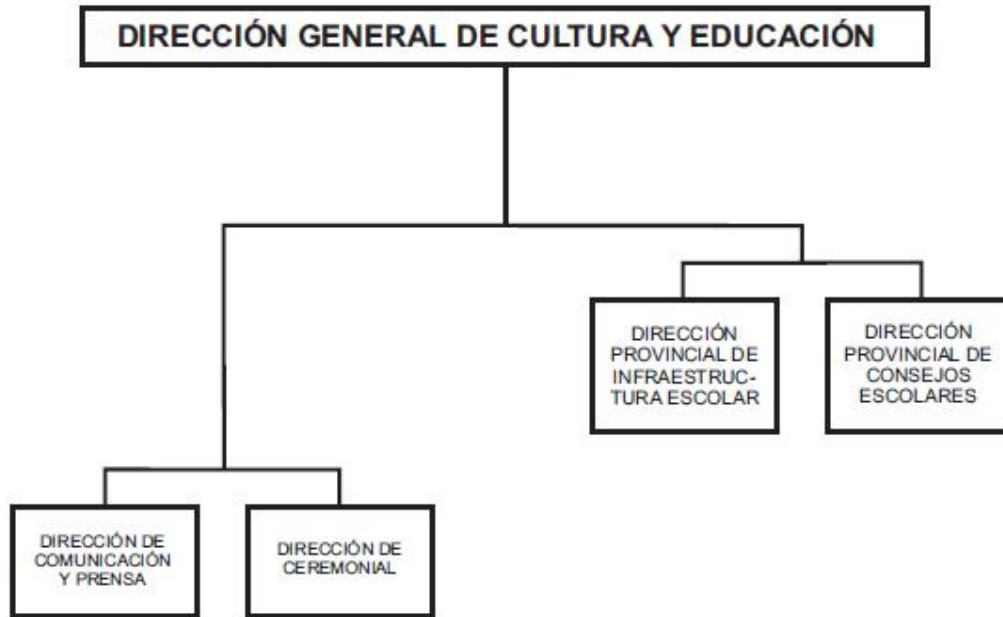 DIRECCIÓN GENERAL DE CULTURA Y EDUCACIÓN
DIRECCIÓN
PROVINCIAL DE
INFRAESTRUC-
TURA ESCOLAR
DIRECCIÓN
PROVINCIAL DE
CONSEJOS
ESCOLARES
DIRECCIÓN DE
COMUNICACIÓN
Y PRENSA
DIRECCIÓN DE
CEREMONIAL